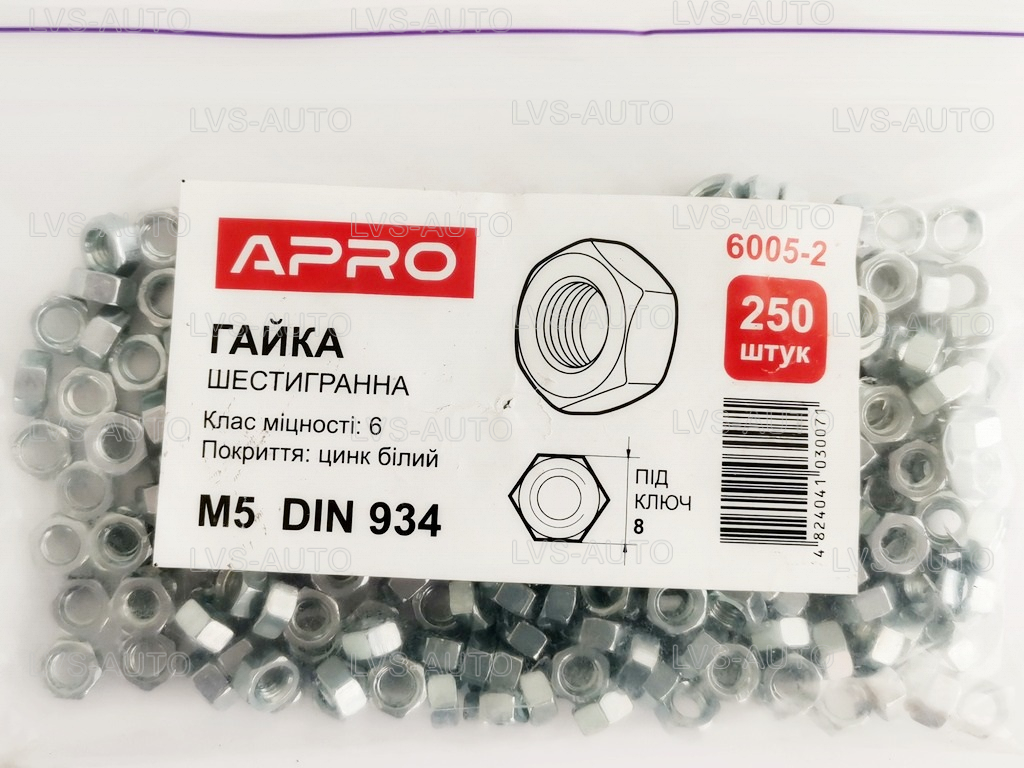 APRO
ГАЙКА
ШЕСТИГРАННА
Клас міцності: 6
Покриття: цинк білий
М5 DIN 934
ПІД
КЛЮЧ
8
6005-2
250
штук
4 824041 030071
LVS-AUTO